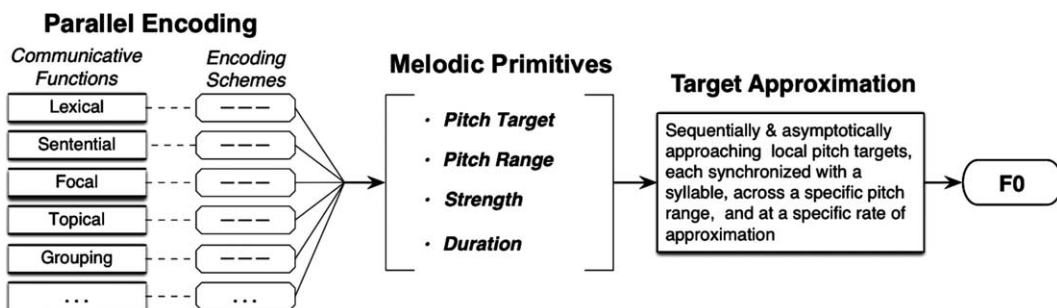 Parallel Encoding
Communicative Functions
Encoding Schemes
Lexical
– – –
Sentential
– – –
Focal
– – –
Topical
– – –
Grouping
– – –
...
...
Melodic Primitives
· Pitch Target
· Pitch Range
· Strength
· Duration
Target Approximation
Sequentially & asymptotically
approaching local pitch targets,
each synchronized with a
syllable, across a specific pitch
range, and at a specific rate of
approximation
F0